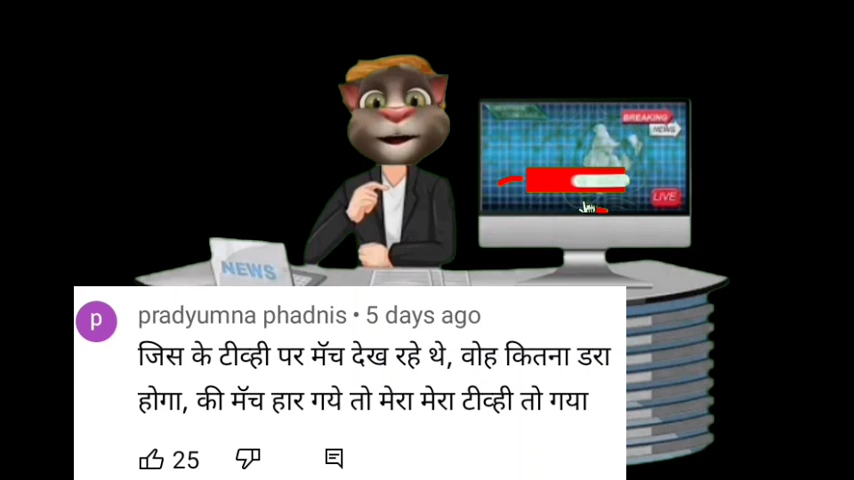 BREAKING
NEWS
LIVE
NEWS
p
pradyumna phadnis • 5 days ago
जिस के टीव्ही पर मॅच देख रहे थे, वोह कितना डरा
होगा, की मॅच हार गये तो मेरा मेरा टीव्ही तो गया
25